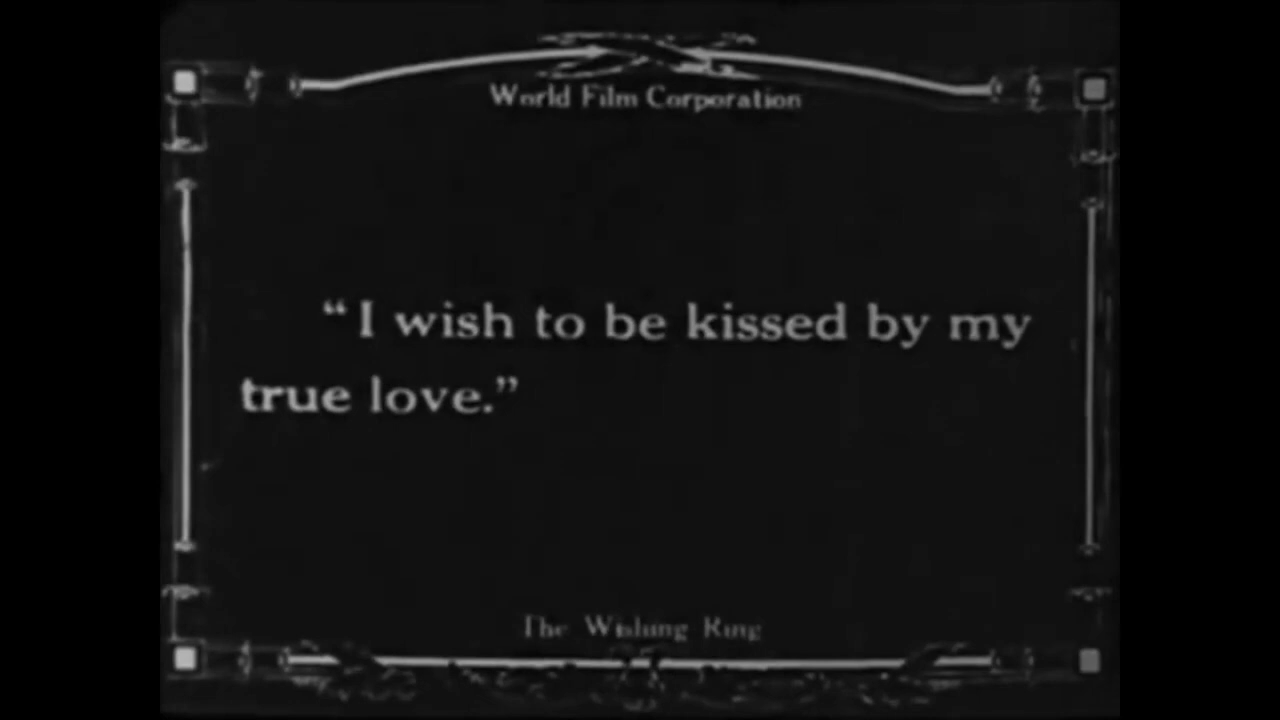 World Film Corporation
“I wish to be kissed by my
true love.”
The Wishing Ring